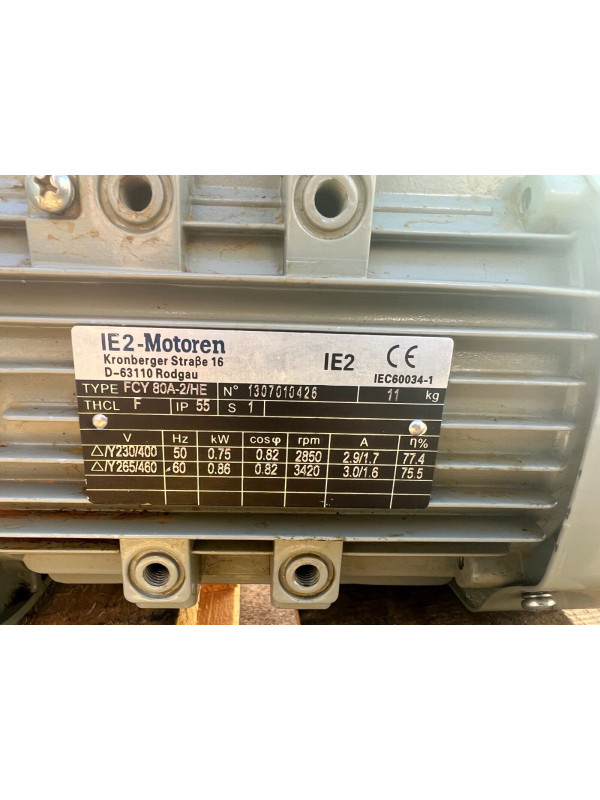 IE2-Motoren
Kronberger Straße 16
D-63110 Rodgau
IE2 CE
IEC60034-1
TYPE FCY 80A-2/HE N° 1307010426 11 kg
THCL F IP 55 S 1
V Hz kW cosφ rpm A η%
△/Y230/400 50 0.75 0.82 2850 2.9/1.7 77.4
△/Y265/460 60 0.86 0.82 3420 3.0/1.6 75.5